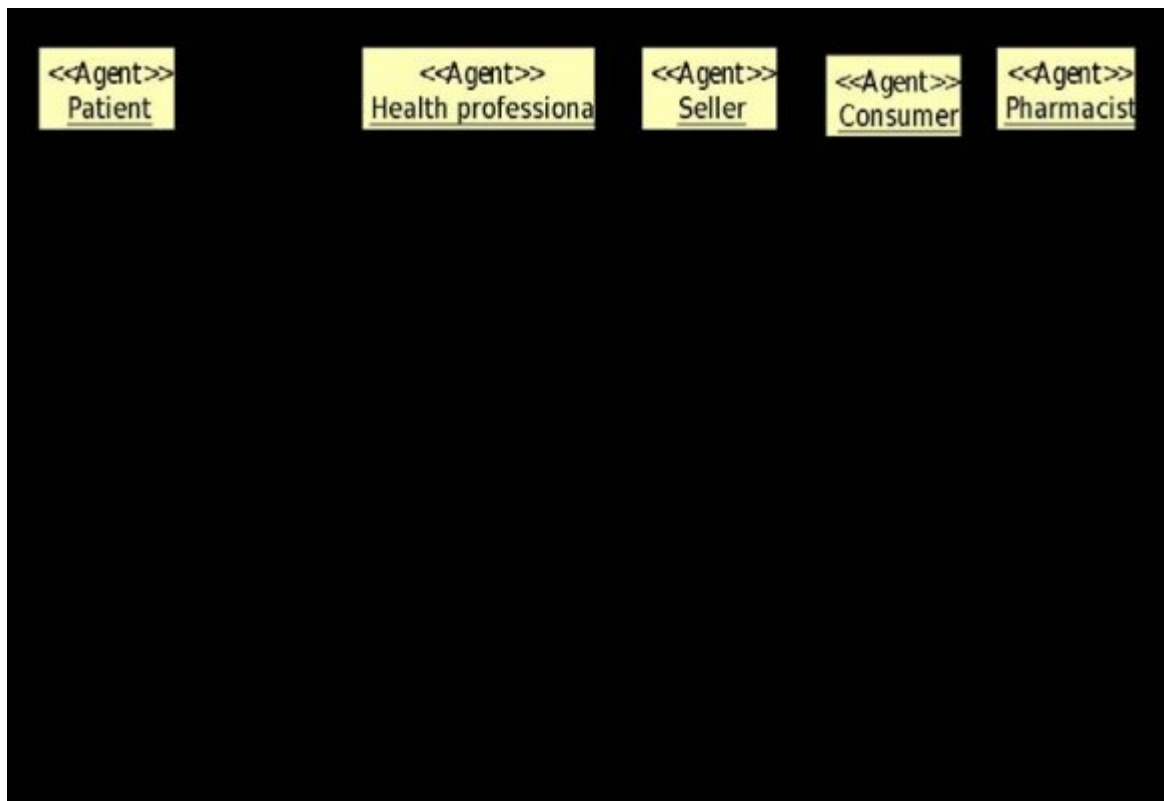 <<Agent>>
Patient
<<Agent>>
Health professiona
<<Agent>>
Seller
<<Agent>>
Consumer
<<Agent>>
Pharmacist